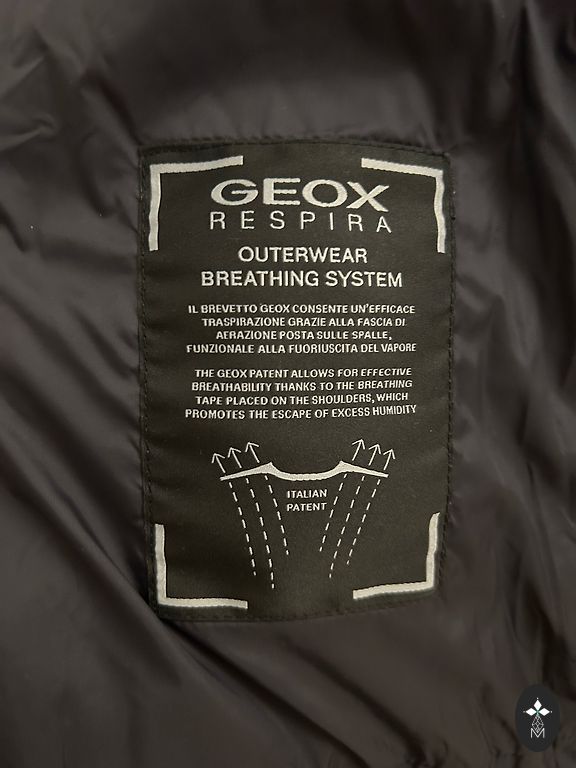 GEOX
RESPIRA
OUTERWEAR
BREATHING SYSTEM
IL BREVETTO GEOX CONSENTE UN'EFFICACE
TRASPIRAZIONE GRAZIE ALLA FASCIA DI
AERAZIONE POSTA SULLE SPALLE,
FUNZIONALE ALLA FUORIUSCITA DEL VAPORE
THE GEOX PATENT ALLOWS FOR EFFECTIVE
BREATHABILITY THANKS TO THE BREATHING
TAPE PLACED ON THE SHOULDERS, WHICH
PROMOTES THE ESCAPE OF EXCESS HUMIDITY
ITALIAN
PATENT
M